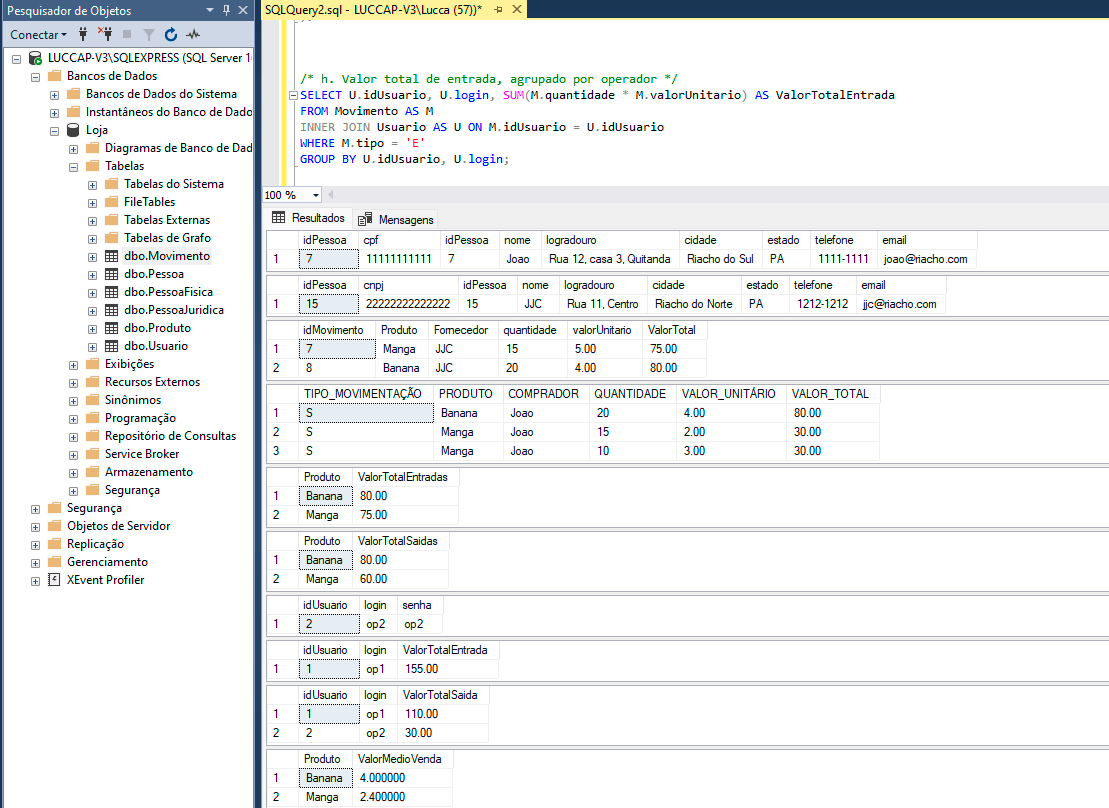 Pesquisador de Objetos
Conectar
LUCCAP-V3\SQLEXPRESS (SQL Server 1
Bancos de Dados
Bancos de Dados do Sistema
Instantâneos do Banco de Dado
Loja
Diagramas de Banco de Dad
Tabelas
Tabelas do Sistema
FileTables
Tabelas Externas
Tabelas de Grafo
dbo.Movimento
dbo.Pessoa
dbo.PessoaFisica
dbo.PessoaJuridica
dbo.Produto
dbo.Usuario
Exibições
Recursos Externos
Sinônimos
Programação
Repositório de Consultas
Service Broker
Armazenamento
Segurança
Segurança
Objetos de Servidor
Replicação
Gerenciamento
XEvent Profiler
SQLQuery2.sql - LUCCAP-V3\Lucca (57))*
/* h. Valor total de entrada, agrupado por operador */
SELECT U.idUsuario, U.login, SUM(M.quantidade * M.valorUnitario) AS ValorTotalEntrada
FROM Movimento AS M
INNER JOIN Usuario AS U ON M.idUsuario = U.idUsuario
WHERE M.tipo = 'E'
GROUP BY U.idUsuario, U.login;
100 %
Resultados Mensagens
idPessoa cpf idPessoa nome logradouro cidade estado telefone email
1 7 11111111111 7 Joao Rua 12, casa 3, Quitanda Riacho do Sul PA 1111-1111 joao@riacho.com
idPessoa cnpj idPessoa nome logradouro cidade estado telefone email
1 15 22222222222222 15 JJC Rua 11, Centro Riacho do Norte PA 1212-1212 jjc@riacho.com
idMovimento Produto Fornecedor quantidade valorUnitario ValorTotal
1 7 Manga JJC 15 5.00 75.00
2 8 Banana JJC 20 4.00 80.00
TIPO_MOVIMENTAÇÃO PRODUTO COMPRADOR QUANTIDADE VALOR_UNITÁRIO VALOR_TOTAL
1 S Banana Joao 20 4.00 80.00
2 S Manga Joao 15 2.00 30.00
3 S Manga Joao 10 3.00 30.00
Produto ValorTotalEntradas
1 Banana 80.00
2 Manga 75.00
Produto ValorTotalSaidas
1 Banana 80.00
2 Manga 60.00
idUsuario login senha
1 2 op2 op2
idUsuario login ValorTotalEntrada
1 1 op1 155.00
idUsuario login ValorTotalSaida
1 1 op1 110.00
2 2 op2 30.00
Produto ValorMedioVenda
1 Banana 4.000000
2 Manga 2.400000